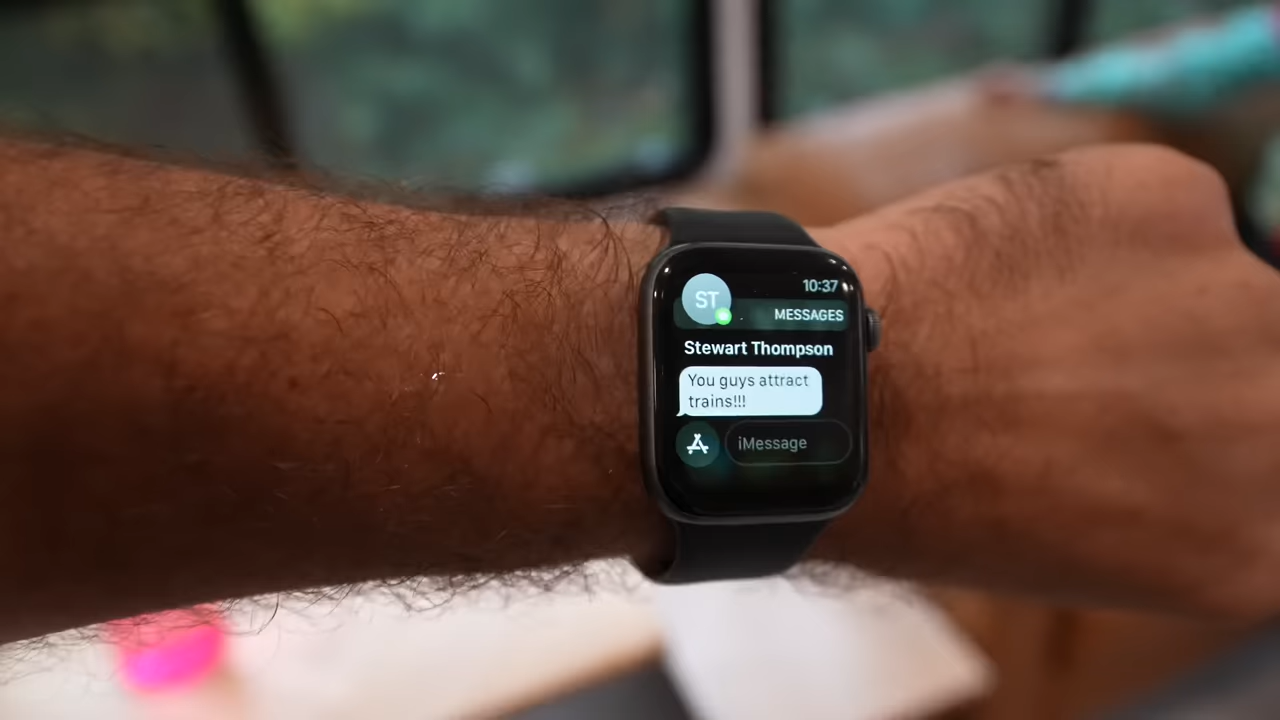 10:37
ST
MESSAGES
Stewart Thompson
You guys attract
trains!!!
iMessage